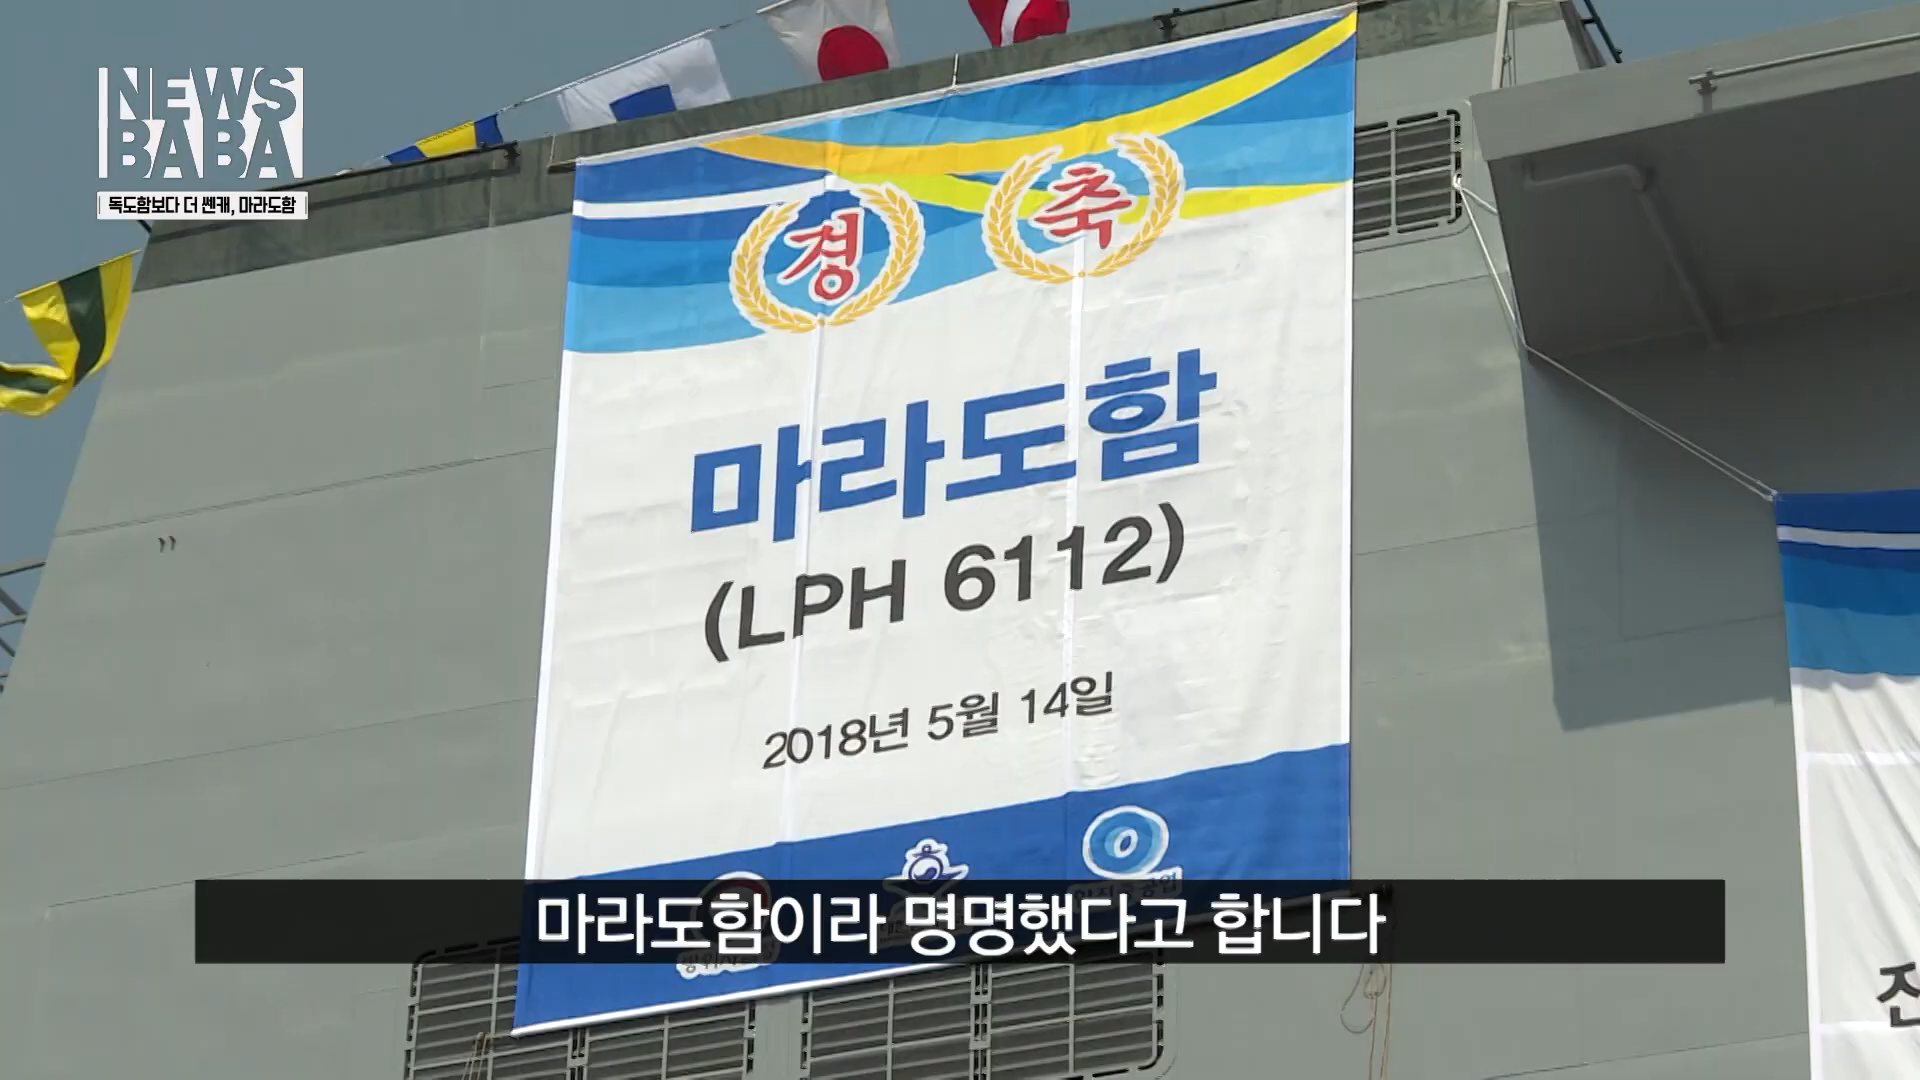 NEWS
BABA
독도함보다 더 쎈캐, 마라도함
경 축
마라도함
(LPH 6112)
2018년 5월 14일
마라도함이라 명명했다고 합니다